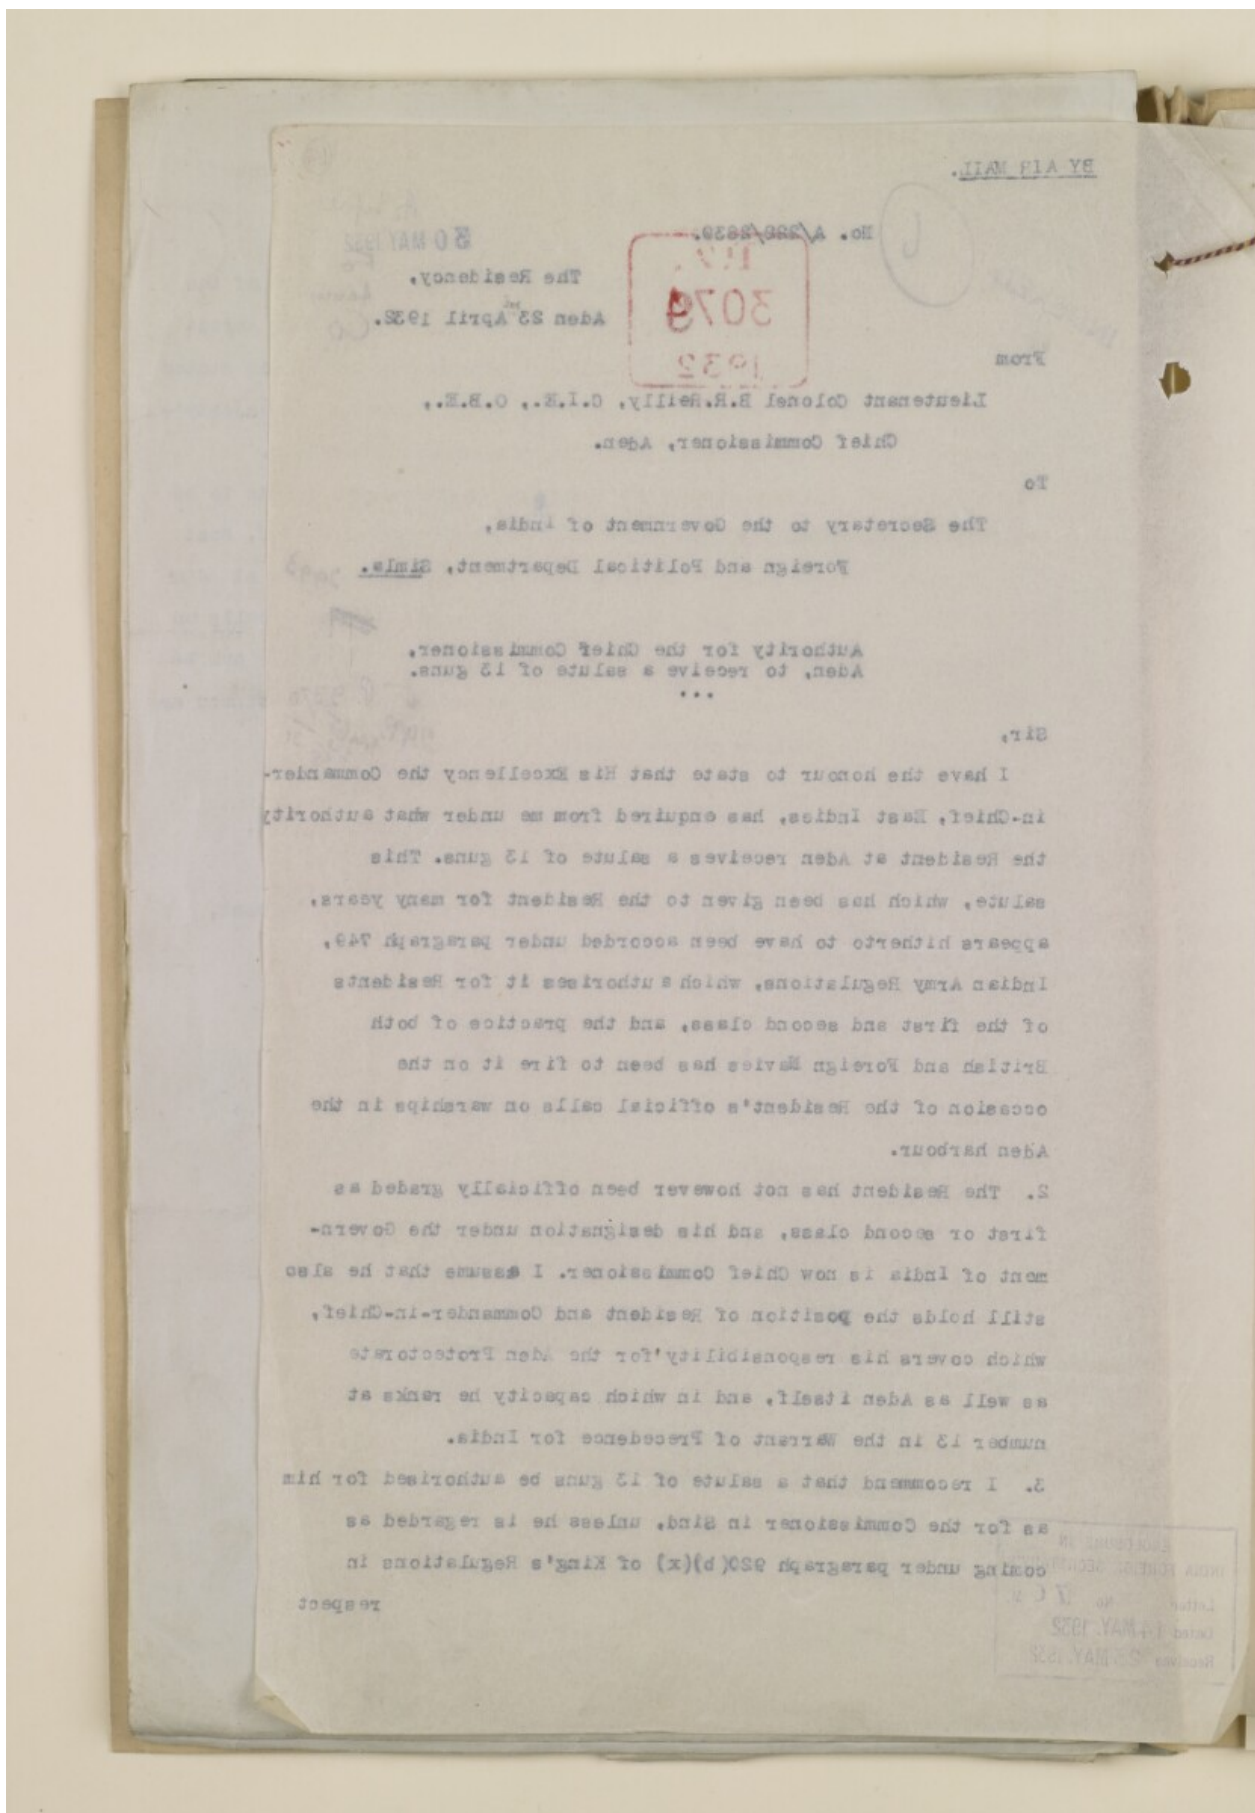 BY AIR MAIL.
No. A/222/2639.
30 MAY 1932
P.Z.
3079
1932
The Residency,
Aden 23 April 1932.
From
Lieutenant Colonel B.R.Reilly, C.I.E., O.B.E.,
Chief Commissioner, Aden.
To
The Secretary to the Government of India,
Foreign and Political Department, Simla.
Authority for the Chief Commissioner,
Aden, to receive a salute of 13 guns.
...
Sir,
I have the honour to state that His Excellency the Commander-
in-Chief, East Indies, has enquired from me under what authority
the Resident at Aden receives a salute of 13 guns. This
salute, which has been given to the Resident for many years,
appears hitherto to have been accorded under paragraph 749,
Indian Army Regulations, which authorises it for Residents
of the first and second class, and the practice of both
British and Foreign Navies has been to fire it on the
occasion of the Resident's official calls on warships in the
Aden harbour.
2. The Resident has not however been officially graded as
first or second class, and his designation under the Govern-
ment of India is now Chief Commissioner. I assume that he also
still holds the position of Resident and Commander-in-Chief,
which covers his responsibility for the Aden Protectorate
as well as Aden itself, and in which capacity he ranks at
number 13 in the Warrant of Precedence for India.
3. I recommend that a salute of 13 guns be authorised for him
as for the Commissioner in Sind, unless he is regarded as
coming under paragraph 920(b)(x) of King's Regulations in
respect
ENCLOSURE IN
INDIA FOREIGN SECRETARY'S
Letter No.
Dated MAY. 1932
Received 23 MAY. 1932